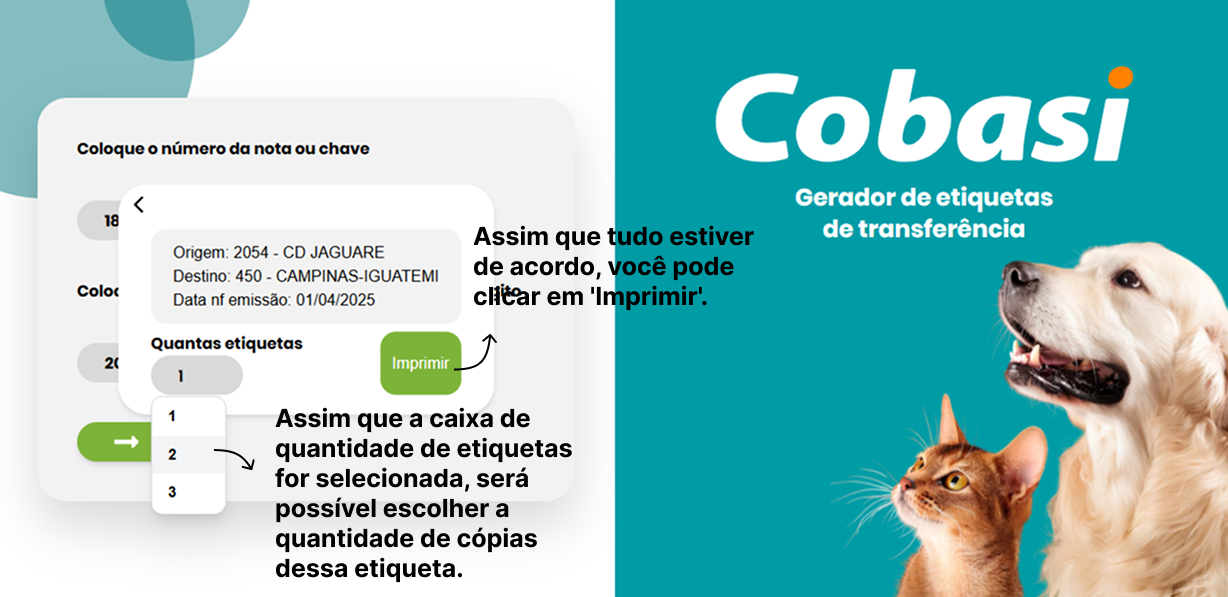 Coloque o número da nota ou chave
18
Origem: 2054 - CD JAGUARE
Destino: 450 - CAMPINAS-IGUATEMI
Data nf emissão: 01/04/2025
Quantas etiquetas
1
Imprimir
1
2
3
20
Assim que tudo estiver
de acordo, você pode
clicar em 'Imprimir'.
Assim que a caixa de
quantidade de etiquetas
for selecionada, será
possível escolher a
quantidade de cópias
dessa etiqueta.
Cobasi
Gerador de etiquetas
de transferência